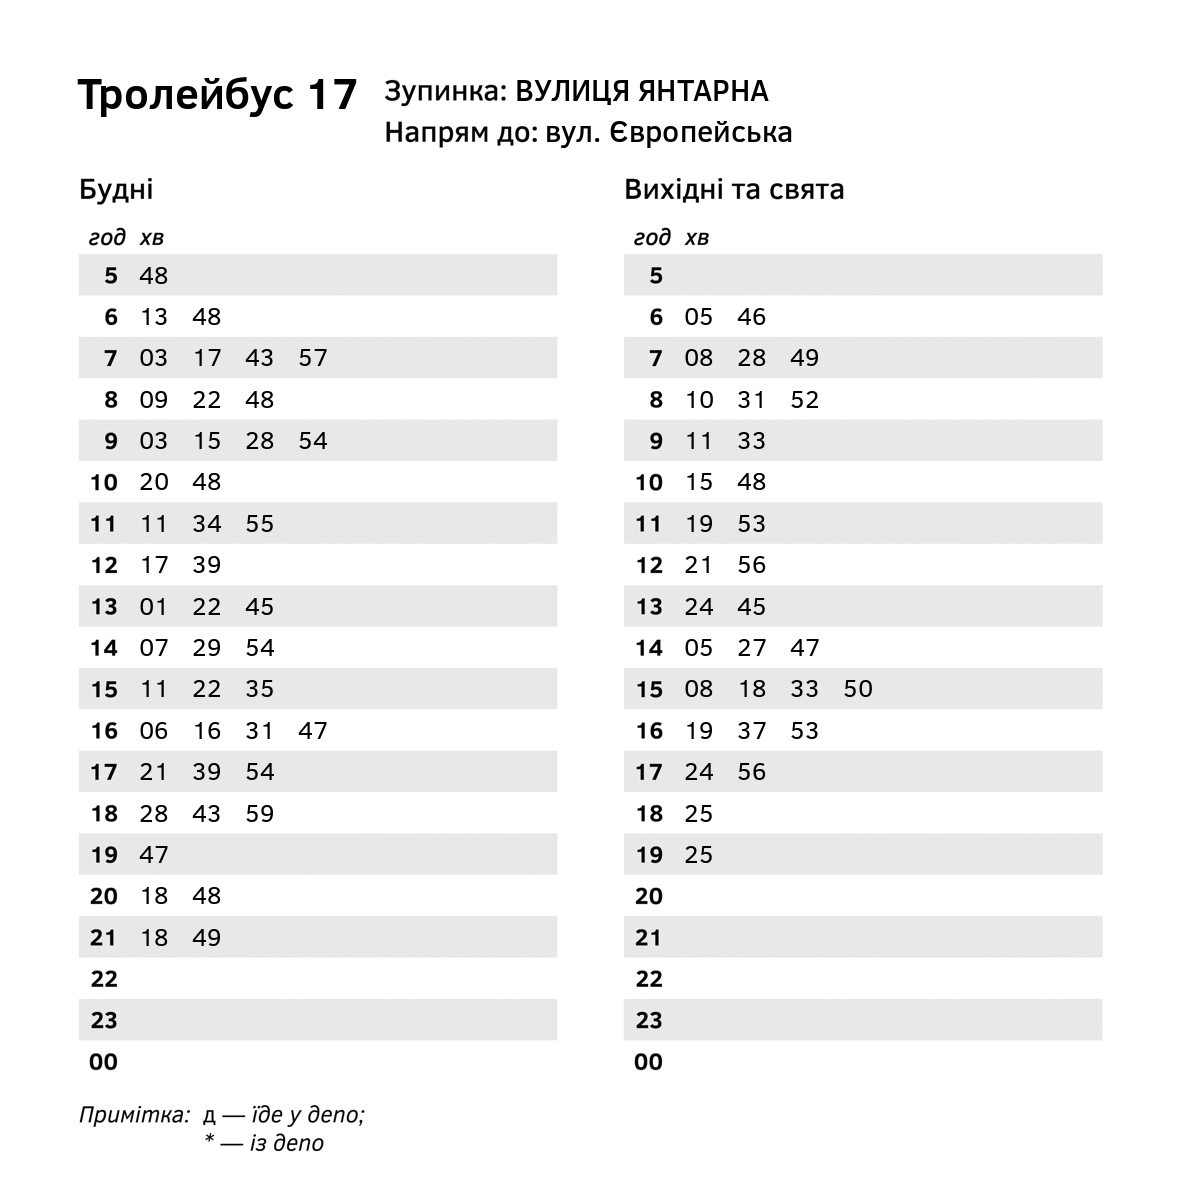 Тролейбус 17
Зупинка: ВУЛИЦЯ ЯНТАРНА
Напрям до: вул. Європейська
Будні
год хв
5 48
6 13 48
7 03 17 43 57
8 09 22 48
9 03 15 28 54
10 20 48
11 11 34 55
12 17 39
13 01 22 45
14 07 29 54
15 11 22 35
16 06 16 31 47
17 21 39 54
18 28 43 59
19 47
20 18 48
21 18 49
22
23
00
Вихідні та свята
год хв
5
6 05 46
7 08 28 49
8 10 31 52
9 11 33
10 15 48
11 19 53
12 21 56
13 24 45
14 05 27 47
15 08 18 33 50
16 19 37 53
17 24 56
18 25
19 25
20
21
22
23
00
Примітка: д — їде у депо;
* — із депо